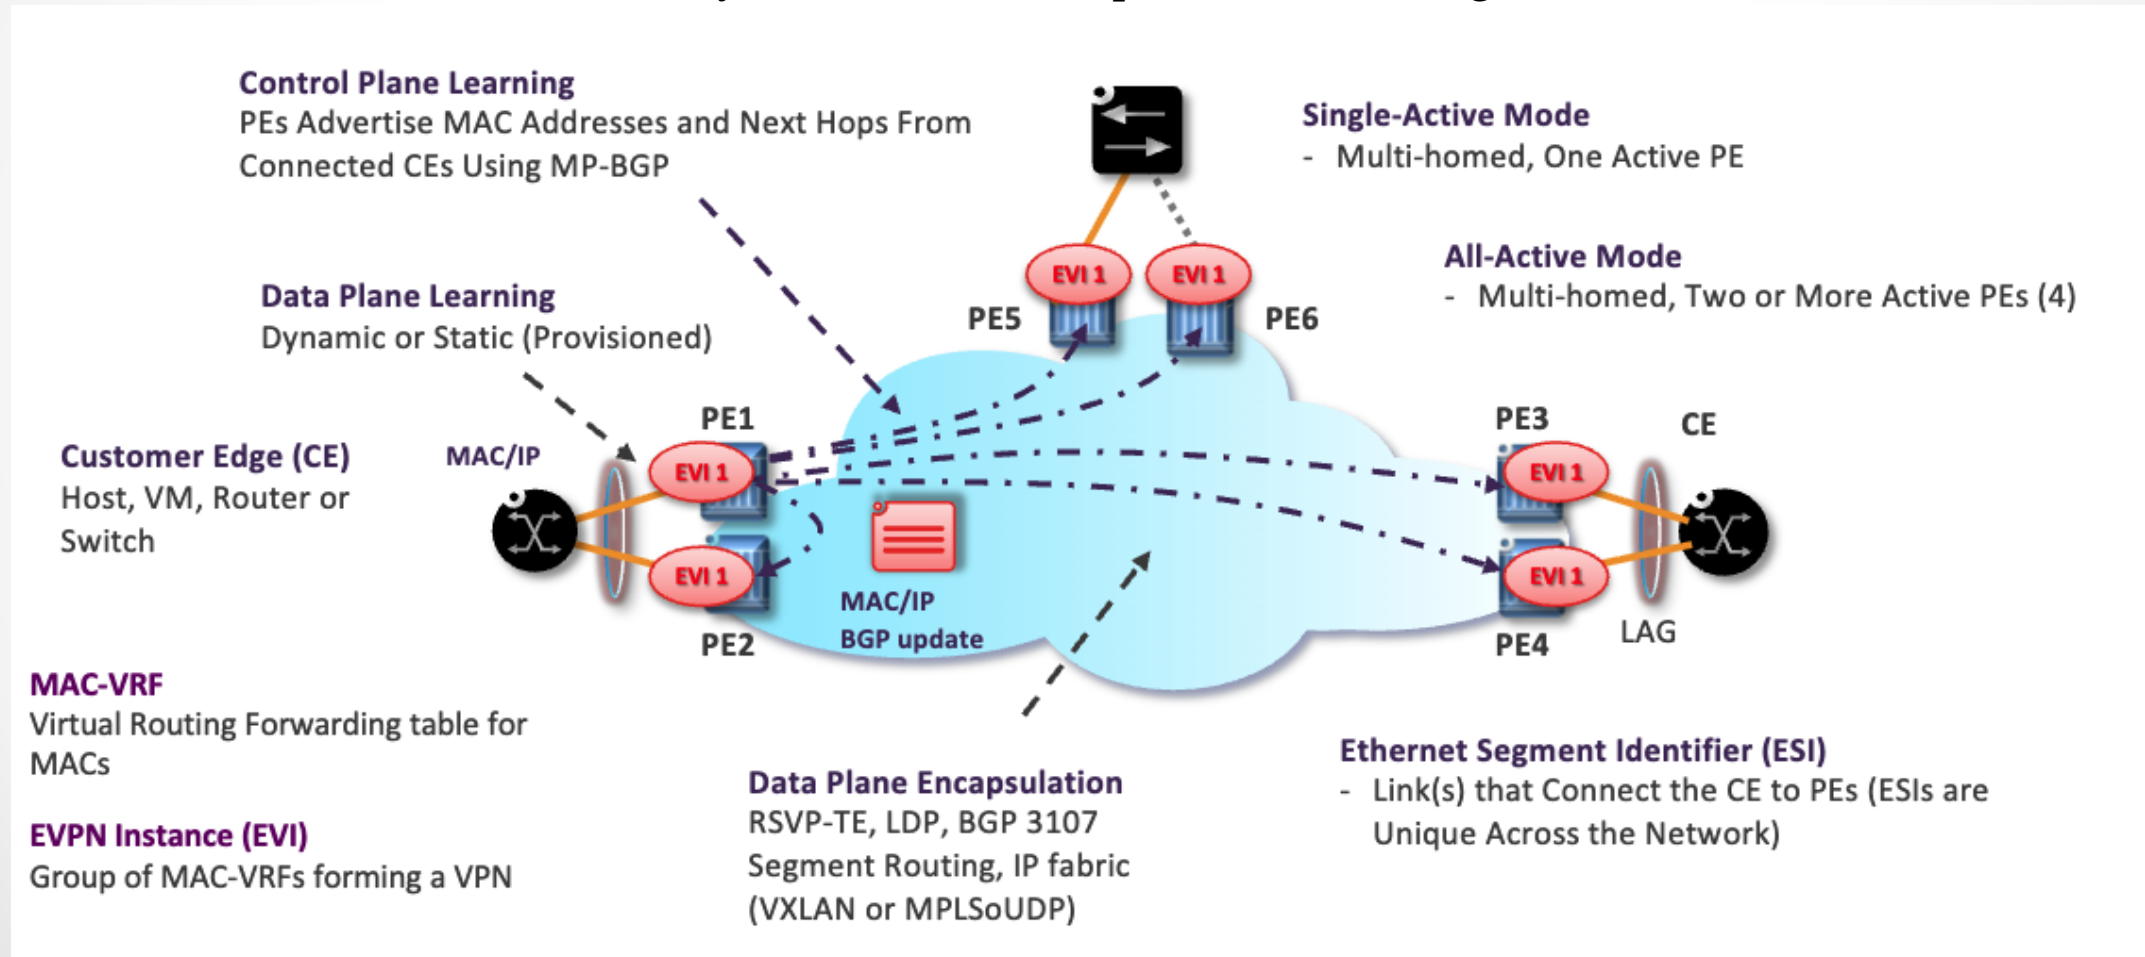 Control Plane Learning
PEs Advertise MAC Addresses and Next Hops From
Connected CEs Using MP-BGP
Single-Active Mode
- Multi-homed, One Active PE
All-Active Mode
- Multi-homed, Two or More Active PEs (4)
Data Plane Learning
Dynamic or Static (Provisioned)
EVI 1
EVI 1
PE5
PE6
Customer Edge (CE)
Host, VM, Router or
Switch
MAC/IP
PE1
EVI 1
EVI 1
PE2
MAC/IP
BGP update
PE3
EVI 1
EVI 1
PE4
CE
LAG
MAC-VRF
Virtual Routing Forwarding table for
MACs
EVPN Instance (EVI)
Group of MAC-VRFs forming a VPN
Data Plane Encapsulation
RSVP-TE, LDP, BGP 3107
Segment Routing, IP fabric
(VXLAN or MPLSoUDP)
Ethernet Segment Identifier (ESI)
- Link(s) that Connect the CE to PEs (ESIs are
Unique Across the Network)